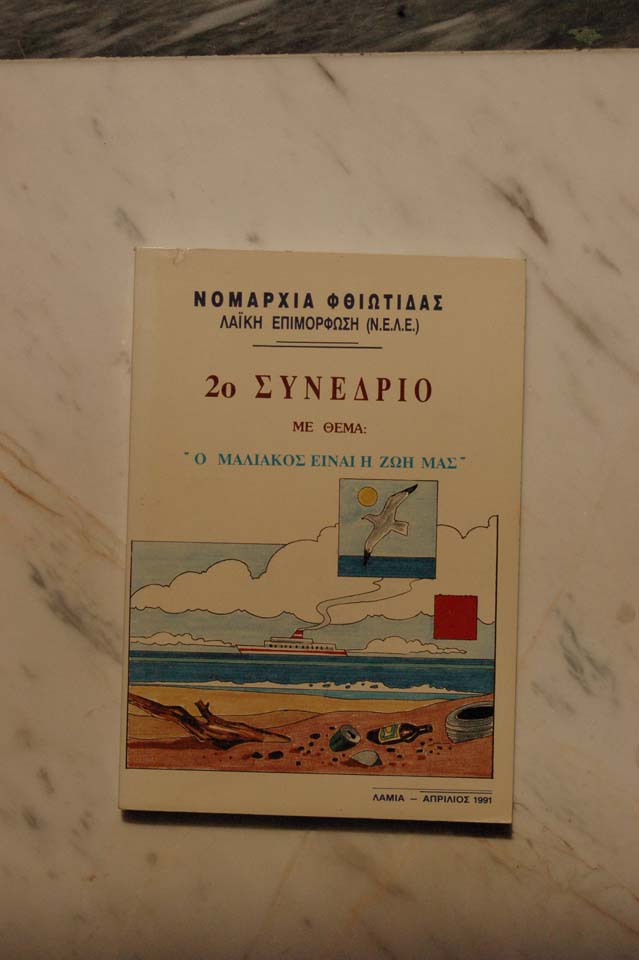 ΝΟΜΑΡΧΙΑ ΦΘΙΩΤΙΔΑΣ
ΛΑΪΚΗ ΕΠΙΜΟΡΦΩΣΗ (Ν.Ε.Λ.Ε.)
2ο ΣΥΝΕΔΡΙΟ
ΜΕ ΘΕΜΑ:
"Ο ΜΑΛΙΑΚΟΣ ΕΙΝΑΙ Η ΖΩΗ ΜΑΣ"
ΛΑΜΙΑ – ΑΠΡΙΛΙΟΣ 1991